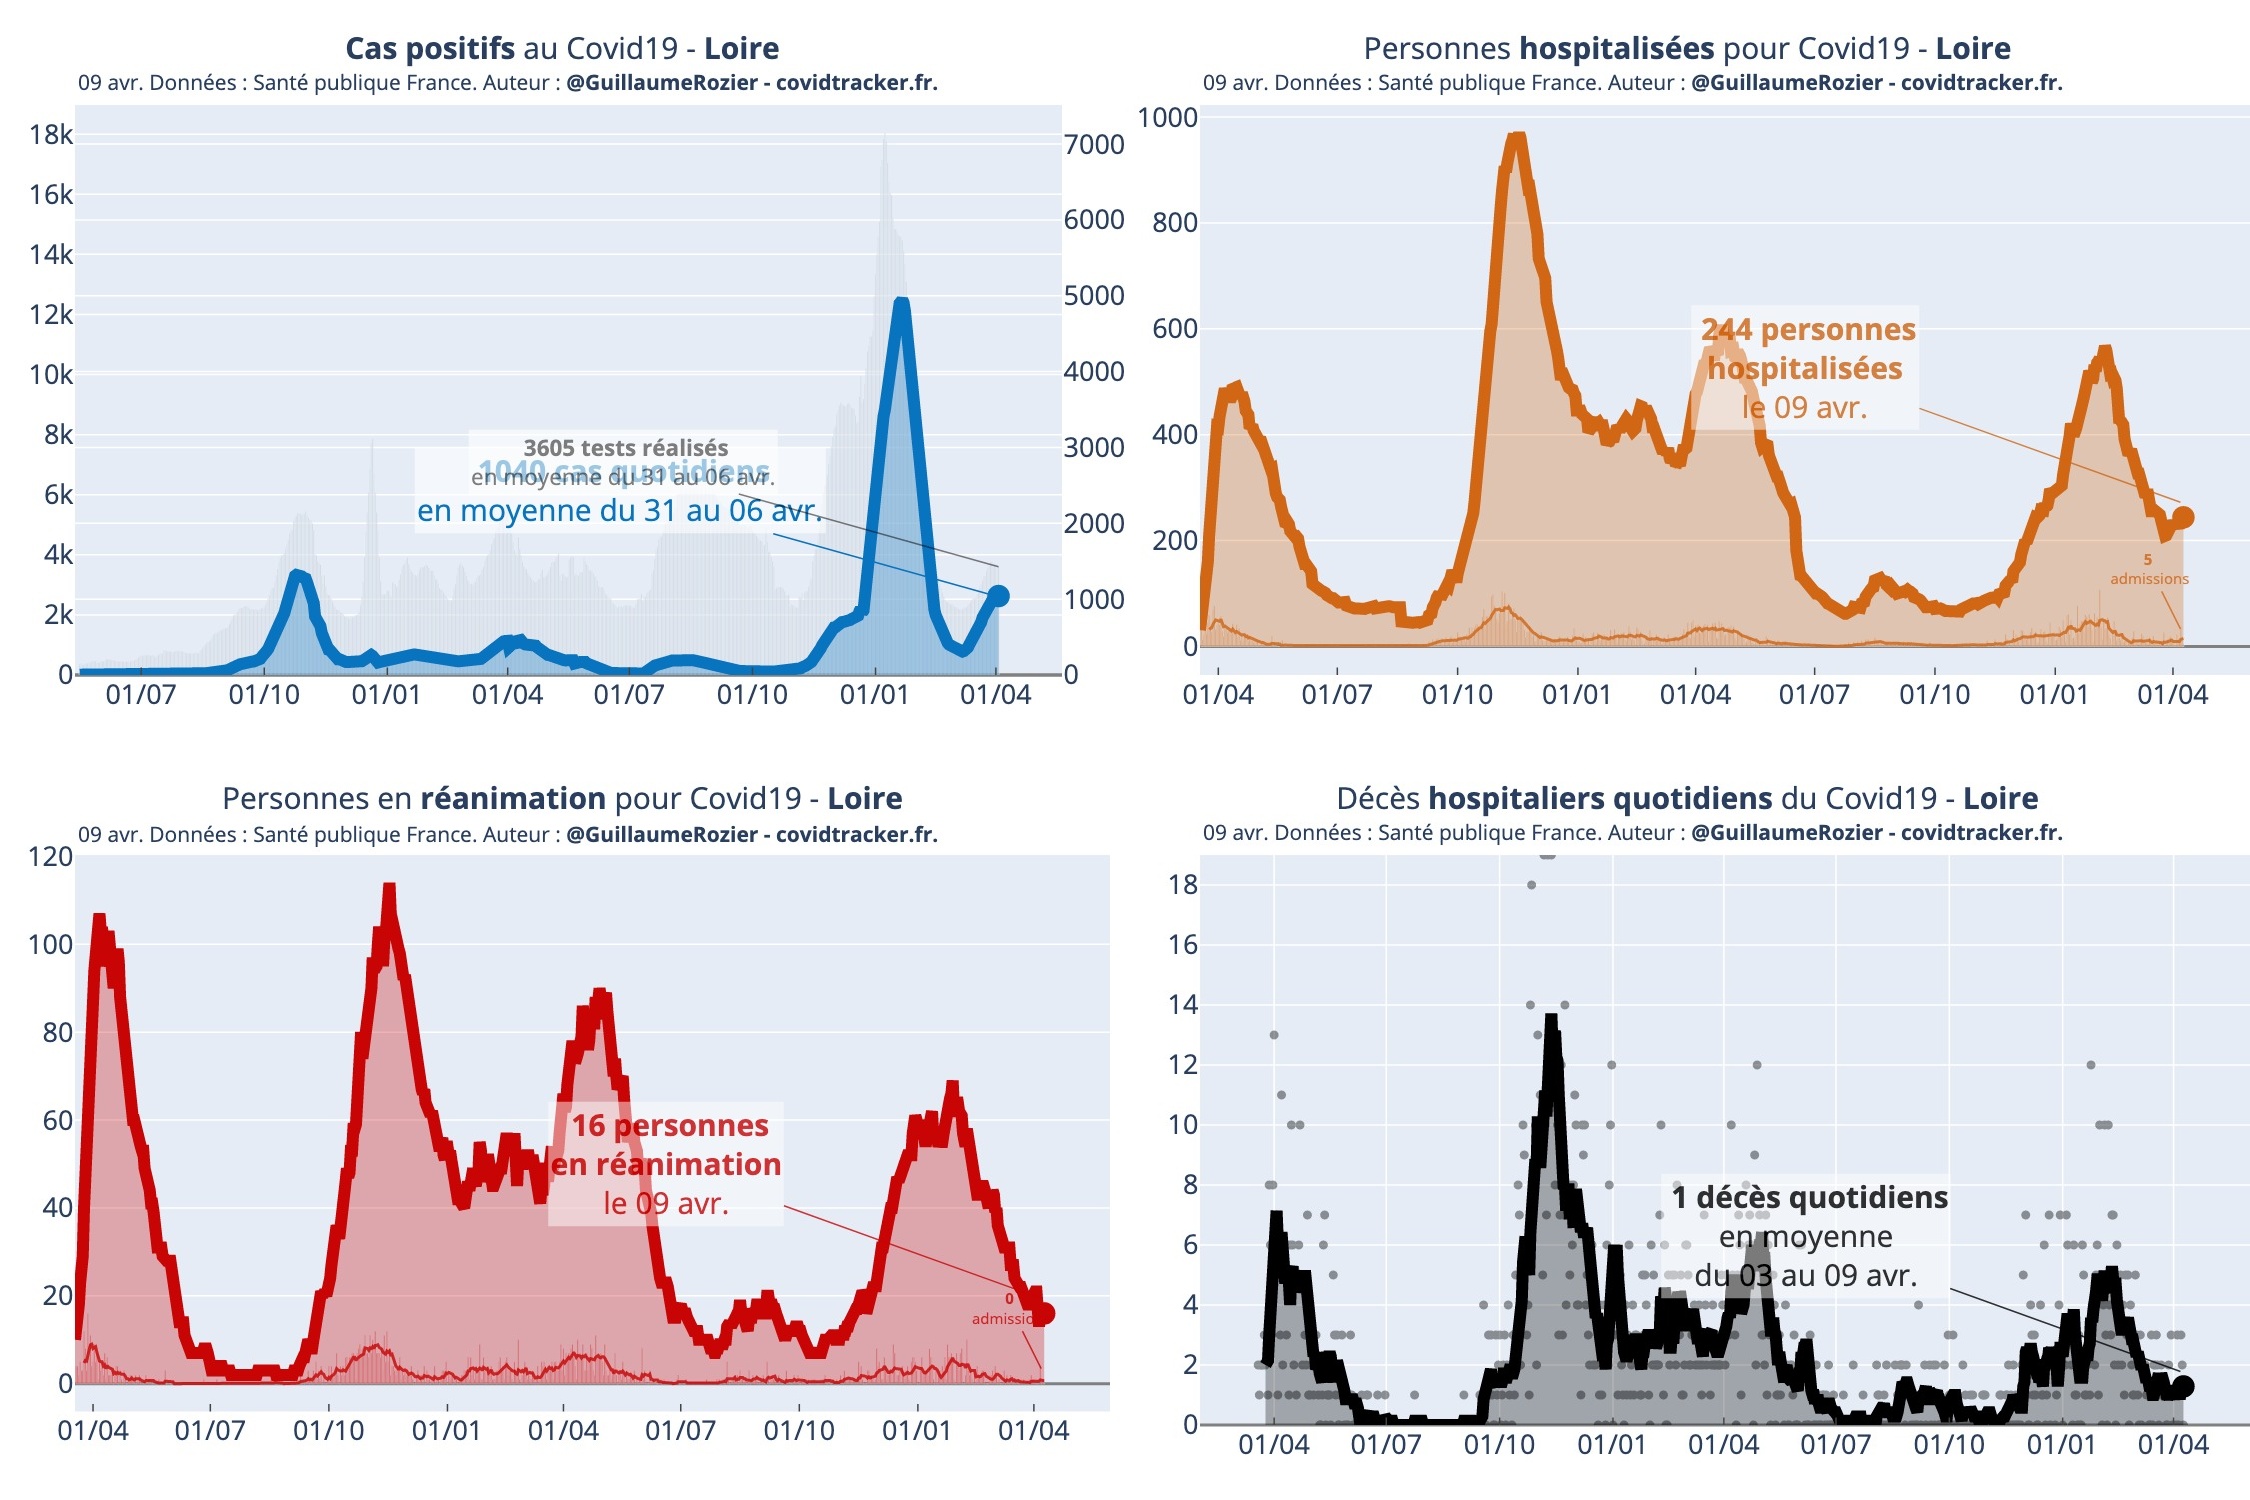 Cas positifs au Covid19 - Loire
09 avr. Données : Santé publique France. Auteur : @GuillaumeRozier - covidtracker.fr.
18k
16k
14k
12k
10k
8k
6k
4k
2k
0
7000
6000
5000
4000
3000
2000
1000
0
3605 tests réalisés
en moyenne du 31 au 06 avr.
1040 cas quotidiens
en moyenne du 31 au 06 avr.
01/07 01/10 01/01 01/04 01/07 01/10 01/01 01/04
Personnes hospitalisées pour Covid19 - Loire
09 avr. Données : Santé publique France. Auteur : @GuillaumeRozier - covidtracker.fr.
1000
800
600
400
200
0
244 personnes
hospitalisées
le 09 avr.
5
admissions
01/04 01/07 01/10 01/01 01/04 01/07 01/10 01/01 01/04
Personnes en réanimation pour Covid19 - Loire
09 avr. Données : Santé publique France. Auteur : @GuillaumeRozier - covidtracker.fr.
120
100
80
60
40
20
0
16 personnes
en réanimation
le 09 avr.
0
admissio
01/04 01/07 01/10 01/01 01/04 01/07 01/10 01/01 01/04
Décès hospitaliers quotidiens du Covid19 - Loire
09 avr. Données : Santé publique France. Auteur : @GuillaumeRozier - covidtracker.fr.
18
16
14
12
10
8
6
4
2
0
1 décès quotidiens
en moyenne
du 03 au 09 avr.
01/04 01/07 01/10 01/01 01/04 01/07 01/10 01/01 01/04